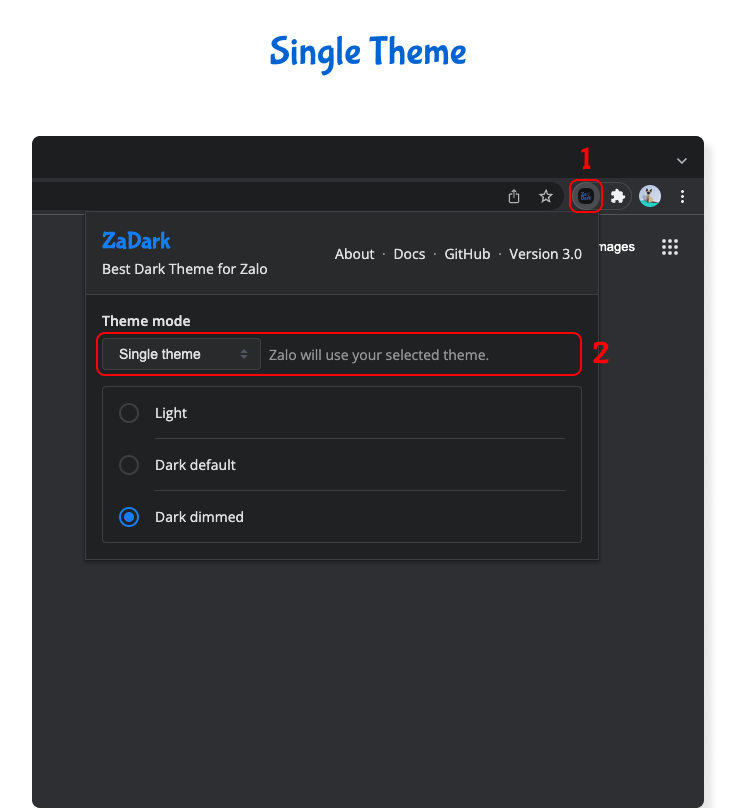 Single Theme
1
ZaDark
Best Dark Theme for Zalo
About · Docs · GitHub · Version 3.0
mages
Theme mode
Single theme
Zalo will use your selected theme.
2
Light
Dark default
Dark dimmed